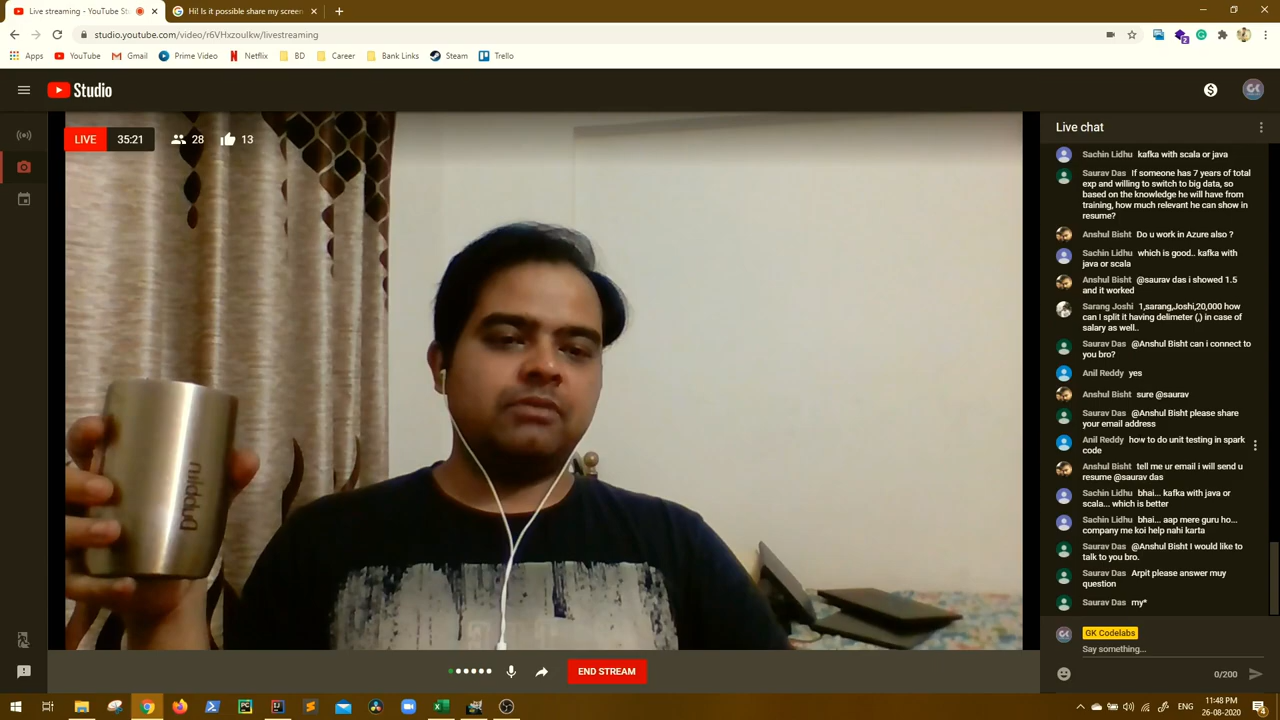 Live streaming - YouTube St
Hi! Is it possible share my screen
studio.youtube.com/video/r6VHxzoulkw/livestreaming
Apps
YouTube
Gmail
Prime Video
Netflix
BD
Career
Bank Links
Steam
Trello
Studio
LIVE 35:21 28 13
Live chat
Sachin Lidhu kafka with scala or java
Saurav Das If someone has 7 years of total
exp and willing to switch to big data, so
based on the knowledge he will have from
training, how much relevant he can show in
resume?
Anshul Bisht Do u work in Azure also ?
Sachin Lidhu which is good.. kafka with
java or scala
Anshul Bisht @saurav das i showed 1.5
and it worked
Sarang Joshi 1,sarang,Joshi,20,000 how
can I split it having delimeter (,) in case of
salary as well..
Saurav Das @Anshul Bisht can i connect to
you bro?
Anil Reddy yes
Anshul Bisht sure @saurav
Saurav Das @Anshul Bisht please share
your email address
Anil Reddy how to do unit testing in spark
code
Anshul Bisht tell me ur email i will send u
resume @saurav das
Sachin Lidhu bhai... kafka with java or
scala... which is better
Sachin Lidhu bhai... aap mere guru ho...
company me koi help nahi karta
Saurav Das @Anshul Bisht I would like to
talk to you bro.
Saurav Das Arpit please answer muy
question
Saurav Das my*
GK Codelabs
Say something...
0/200
END STREAM
ENG
11:48 PM
26-08-2020